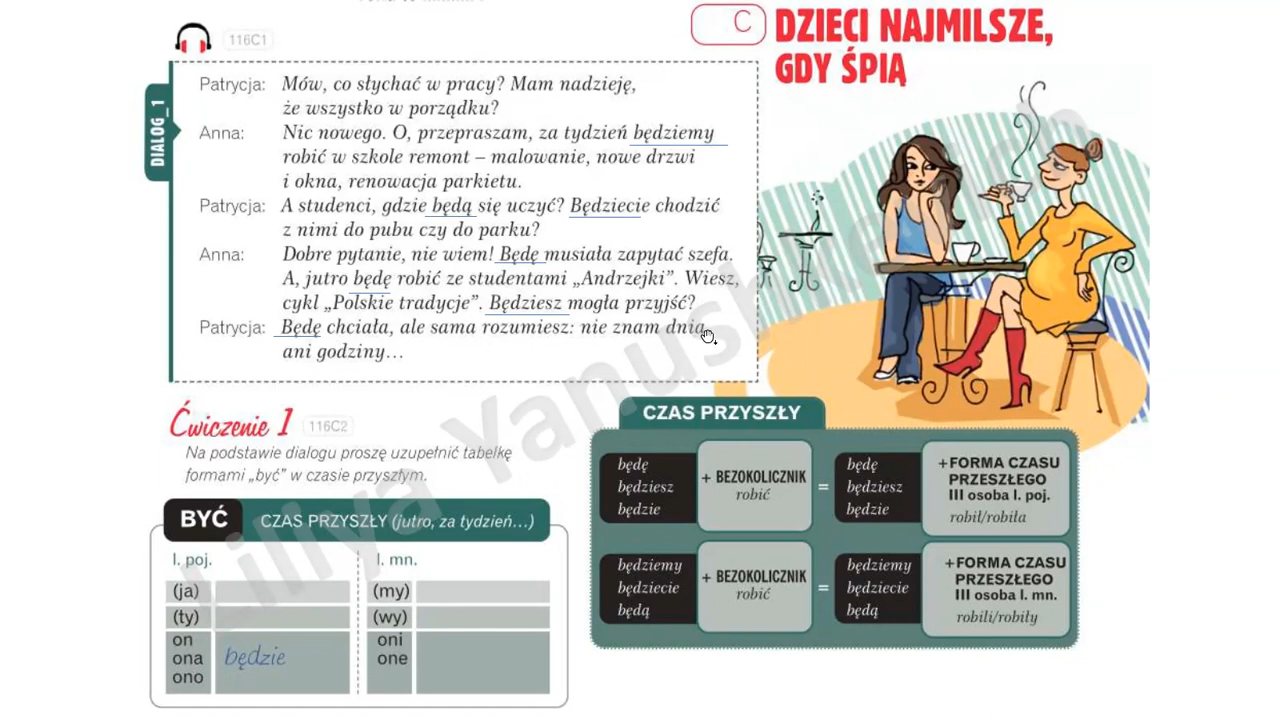 C DZIECI NAJMILSZE,
GDY ŚPIĄ
116C1
DIALOG_1
Patrycja: Mów, co słychać w pracy? Mam nadzieję,
że wszystko w porządku?
Anna: Nic nowego. O, przepraszam, za tydzień będziemy
robić w szkole remont – malowanie, nowe drzwi
i okna, renowacja parkietu.
Patrycja: A studenci, gdzie będą się uczyć? Będziecie chodzić
z nimi do pubu czy do parku?
Anna: Dobre pytanie, nie wiem! Będę musiała zapytać szefa.
A, jutro będę robić ze studentami „Andrzejki”. Wiesz,
cykl „Polskie tradycje”. Będziesz mogła przyjść?
Patrycja: Będę chciała, ale sama rozumiesz: nie znam dnia
ani godziny…
Ćwiczenie 1 116C2
Na podstawie dialogu proszę uzupełnić tabelkę
formami „być” w czasie przyszłym.
BYĆ CZAS PRZYSZŁY (jutro, za tydzień…)
l. poj. l. mn.
(ja) (my)
(ty) (wy)
on oni
ona będzie one
ono
CZAS PRZYSZŁY
będę
będziesz
będzie
+ BEZOKOLICZNIK
robić
=
będę
będziesz
będzie
+FORMA CZASU
PRZESZŁEGO
III osoba l. poj.
robił/robiła
będziemy
będziecie
będą
+ BEZOKOLICZNIK
robić
=
będziemy
będziecie
będą
+FORMA CZASU
PRZESZŁEGO
III osoba l. mn.
robili/robiły